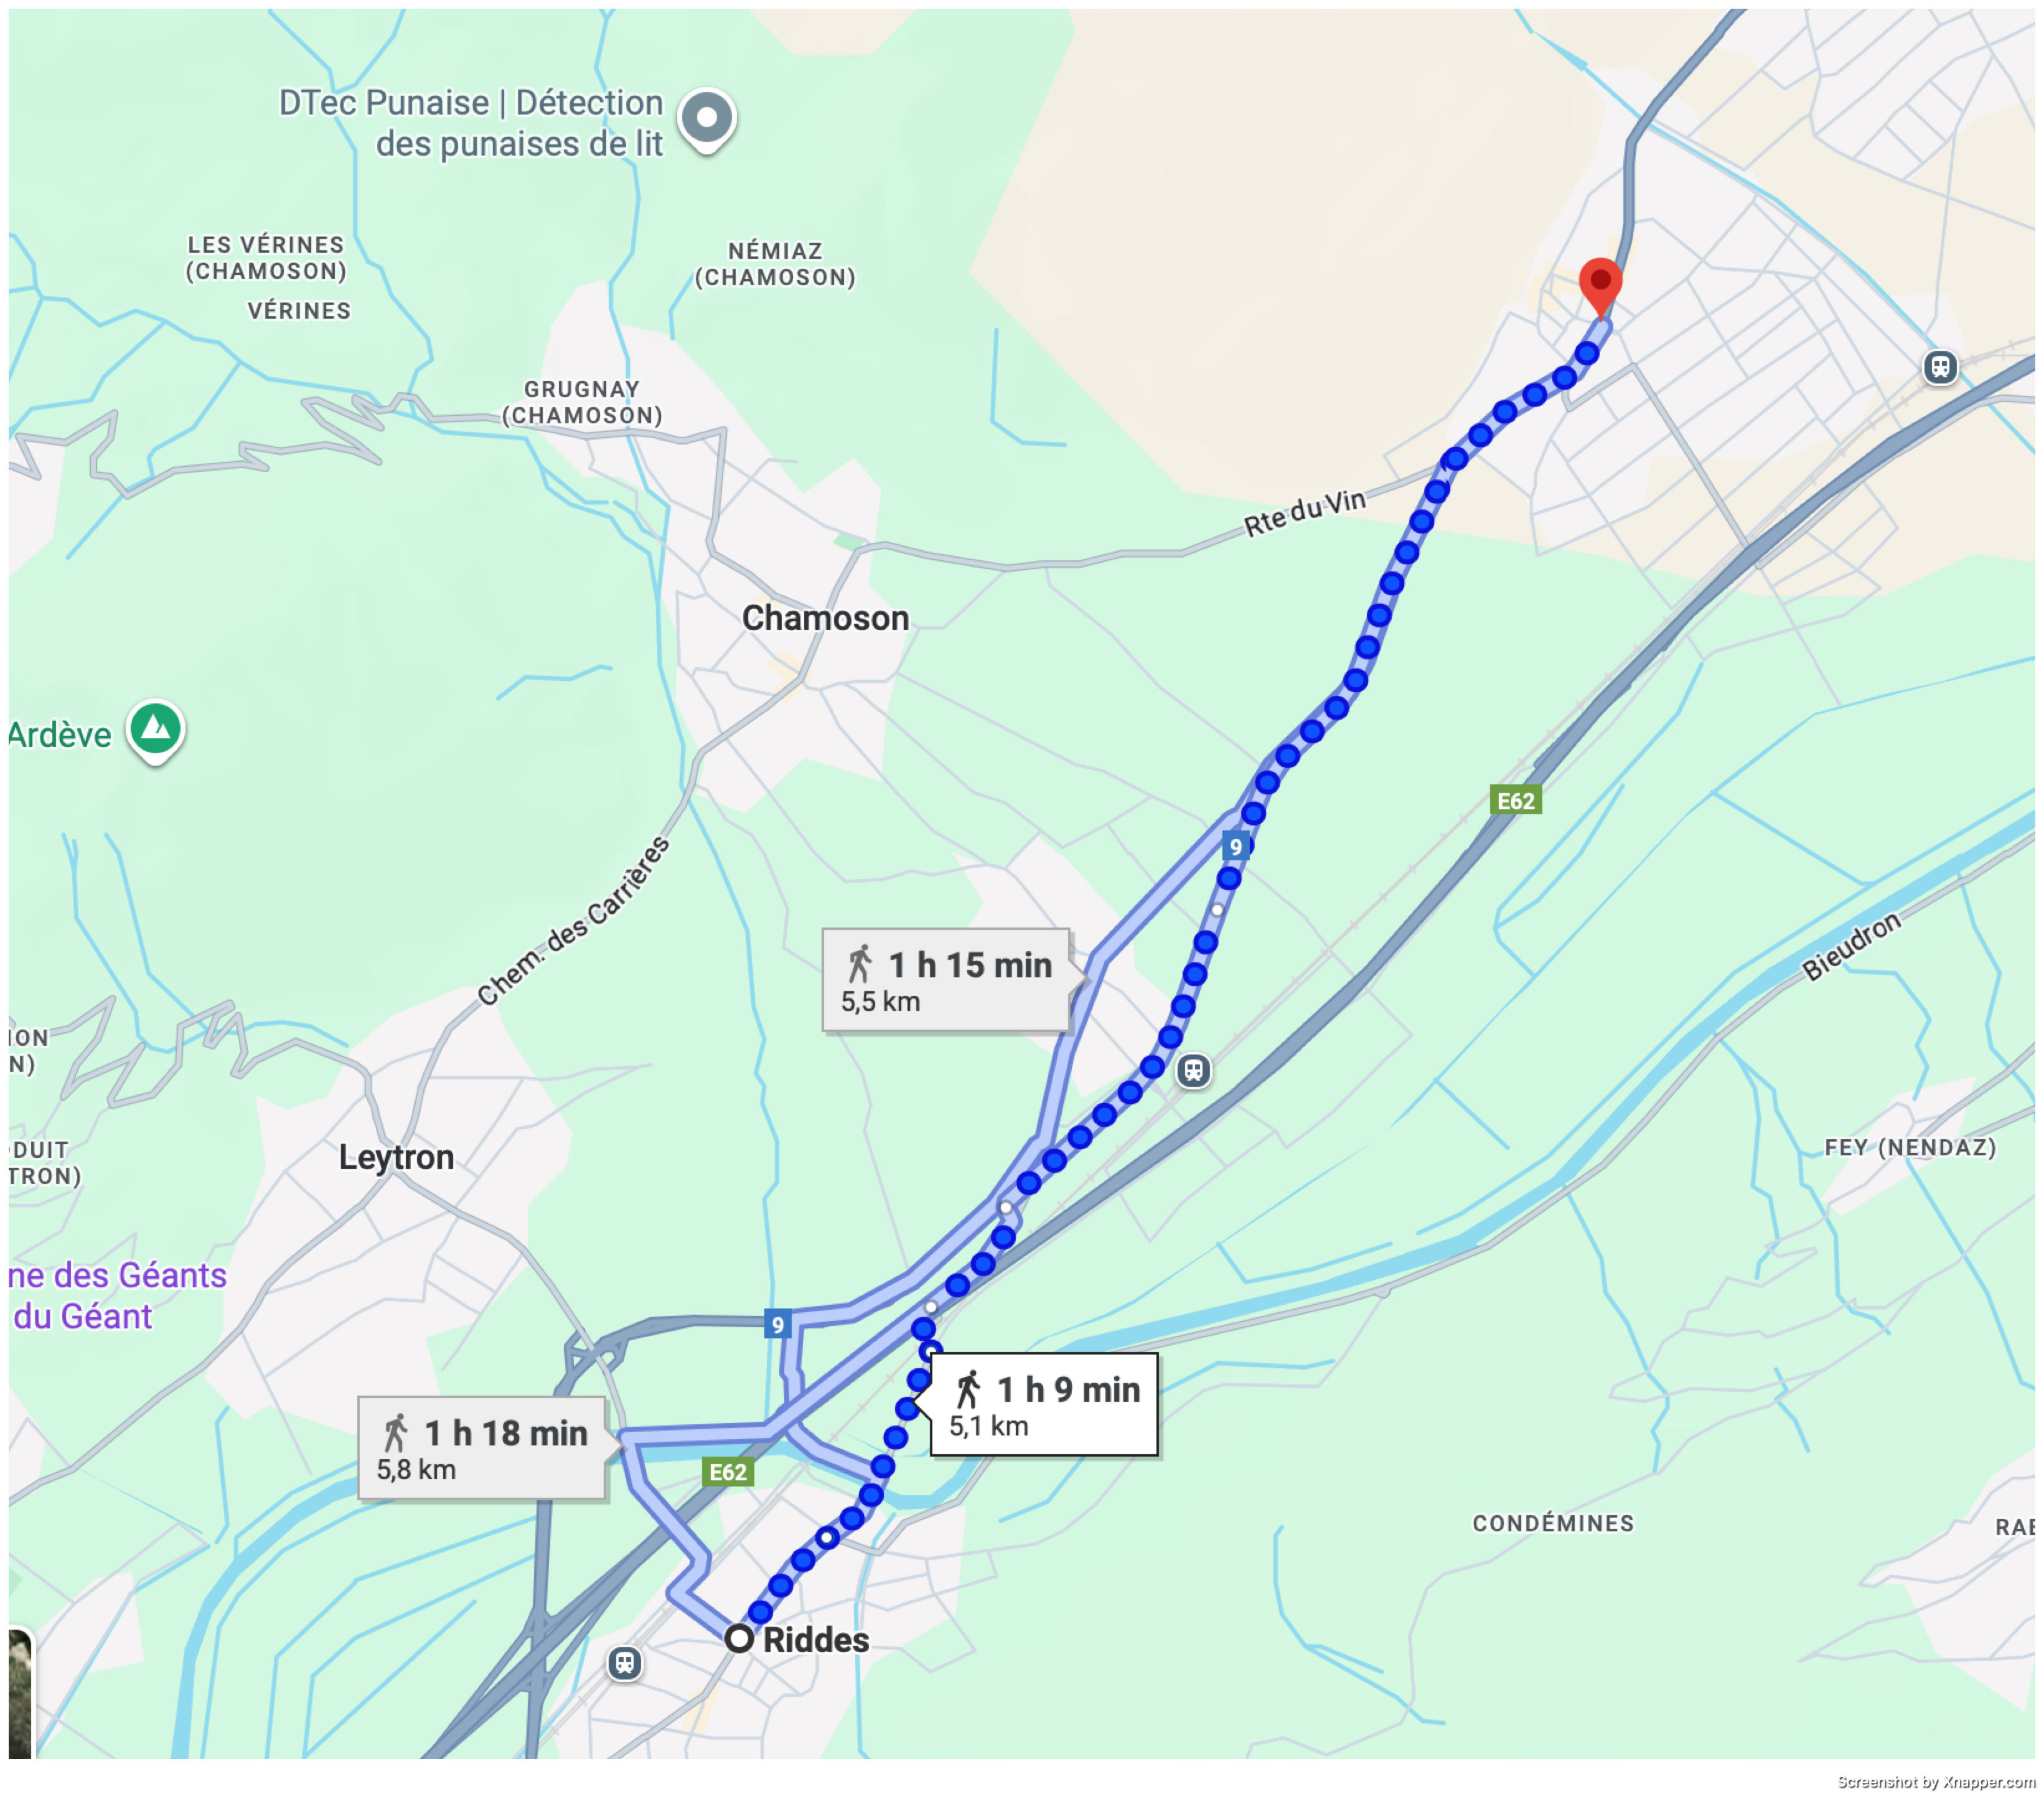 DTec Punaise | Détection
des punaises de lit
LES VÉRINES
(CHAMOSON)
VÉRINES
NÉMIAZ
(CHAMOSON)
GRUGNAY
(CHAMOSON)
Rte du Vin
Chamoson
Ardève
E62
9
Chem. des Carrières
Bieudron
1 h 15 min
5,5 km
ION
N)
DUIT
TRON)
Leytron
FEY (NENDAZ)
ne des Géants
du Géant
9
1 h 9 min
5,1 km
1 h 18 min
5,8 km
E62
CONDÉMINES
RAE
Riddes
Screenshot by Xnapper.com